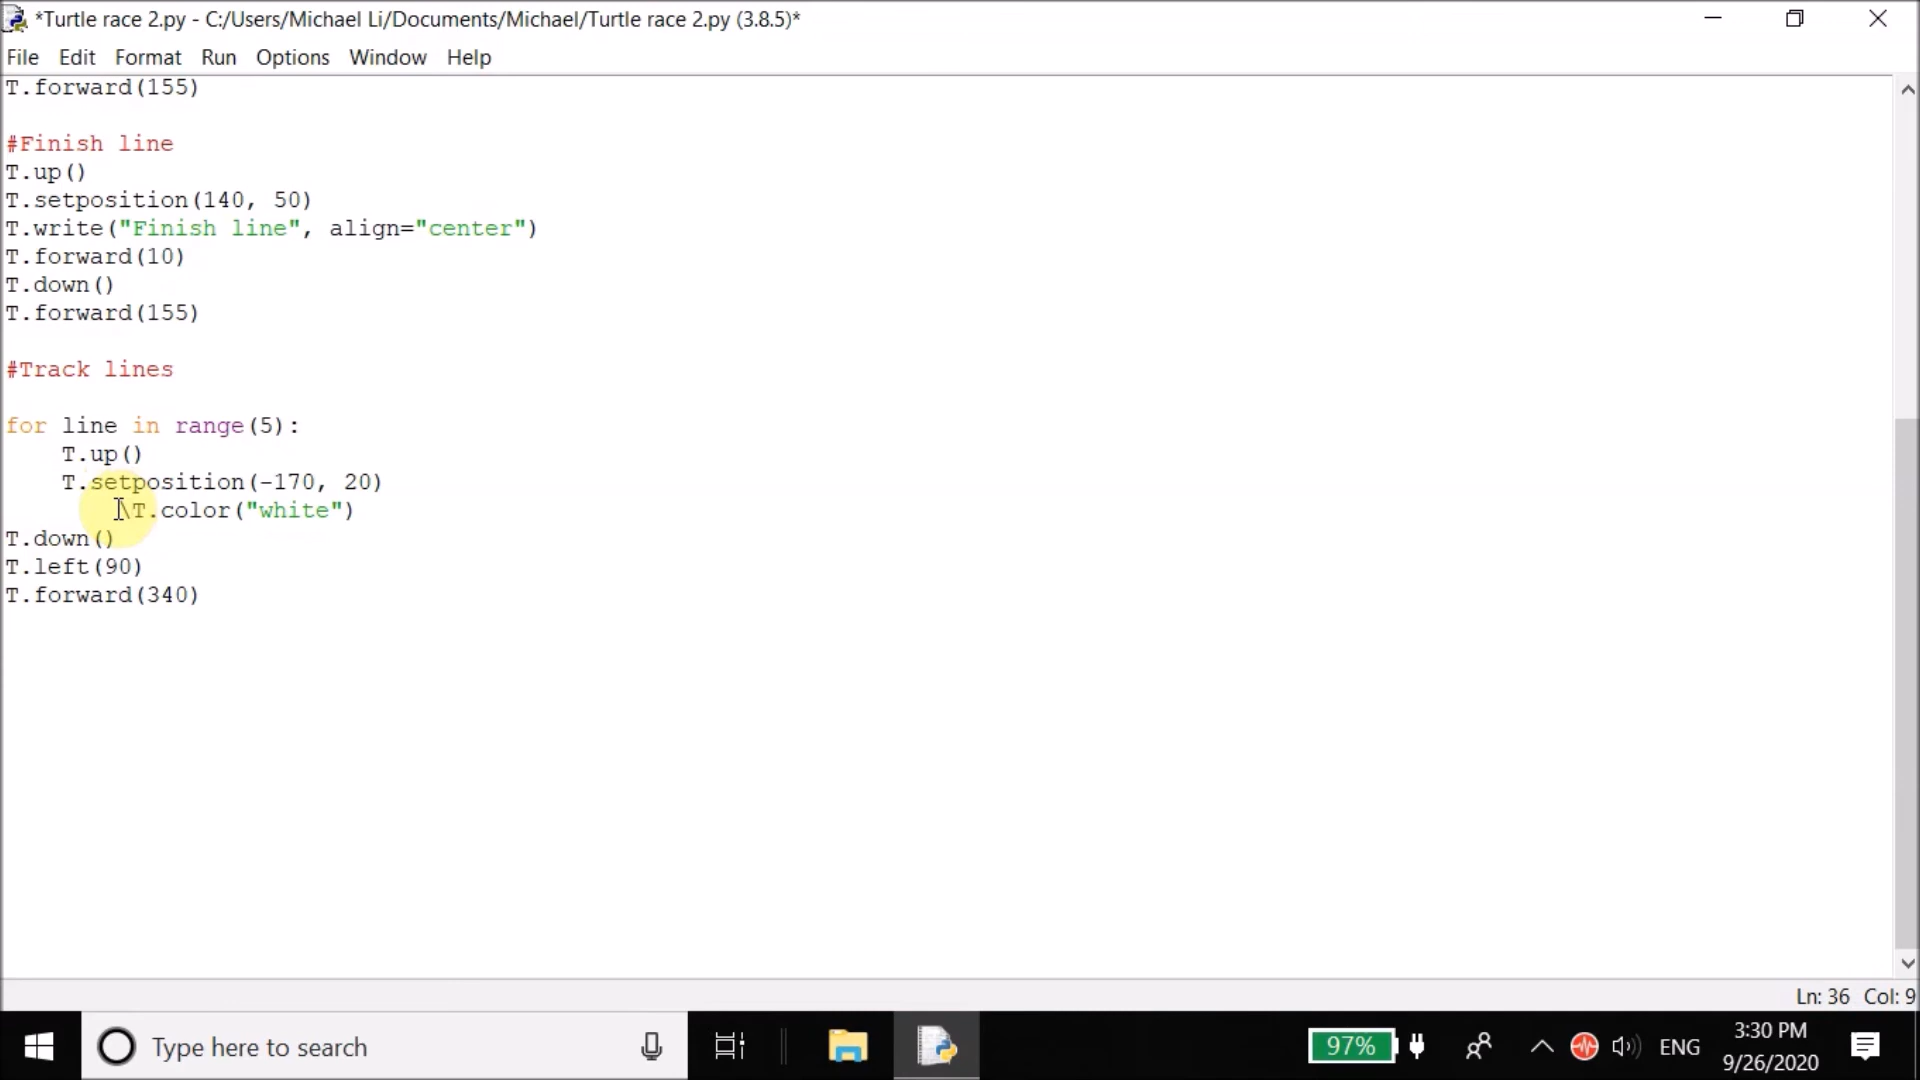 *Turtle race 2.py - C:/Users/Michael Li/Documents/Michael/Turtle race 2.py (3.8.5)*
File Edit Format Run Options Window Help
T.forward(155)
#Finish line
T.up()
T.setposition(140, 50)
T.write("Finish line", align="center")
T.forward(10)
T.down()
T.forward(155)
#Track lines
for line in range(5):
    T.up()
    T.setposition(-170, 20)
        \T.color("white")
T.down()
T.left(90)
T.forward(340)
Ln: 36 Col: 9
Type here to search
97%
ENG
3:30 PM
9/26/2020